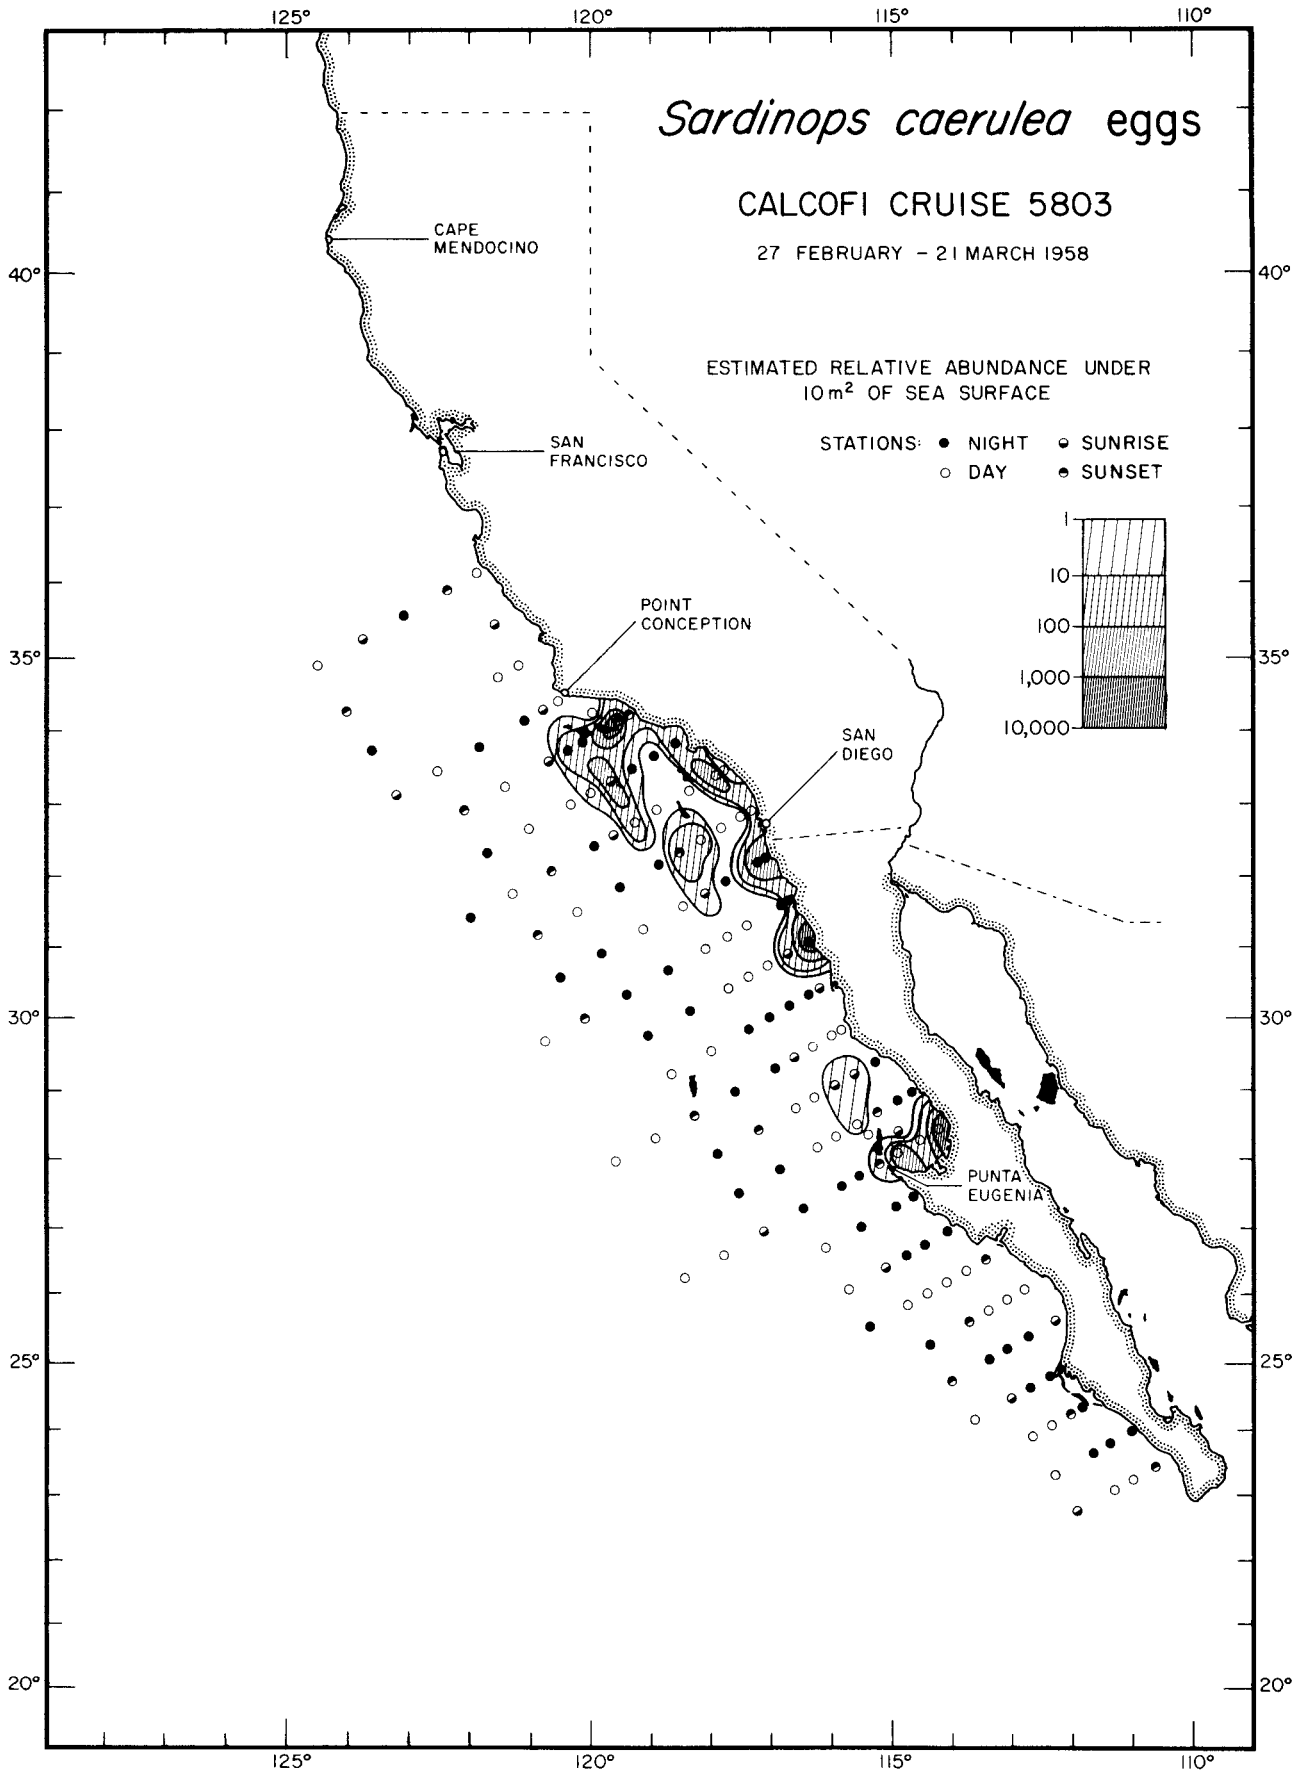 125° 120° 115° 110°
Sardinops caerulea eggs
CALCOFI CRUISE 5803
27 FEBRUARY - 21 MARCH 1958
CAPE
MENDOCINO
40° 40°
ESTIMATED RELATIVE ABUNDANCE UNDER
10m² OF SEA SURFACE
STATIONS: NIGHT SUNRISE
DAY SUNSET
SAN
FRANCISCO
1
10
100
1,000
10,000
POINT
CONCEPTION
35° 35°
SAN
DIEGO
30° 30°
PUNTA
EUGENIA
25° 25°
20° 20°
125° 120° 115° 110°